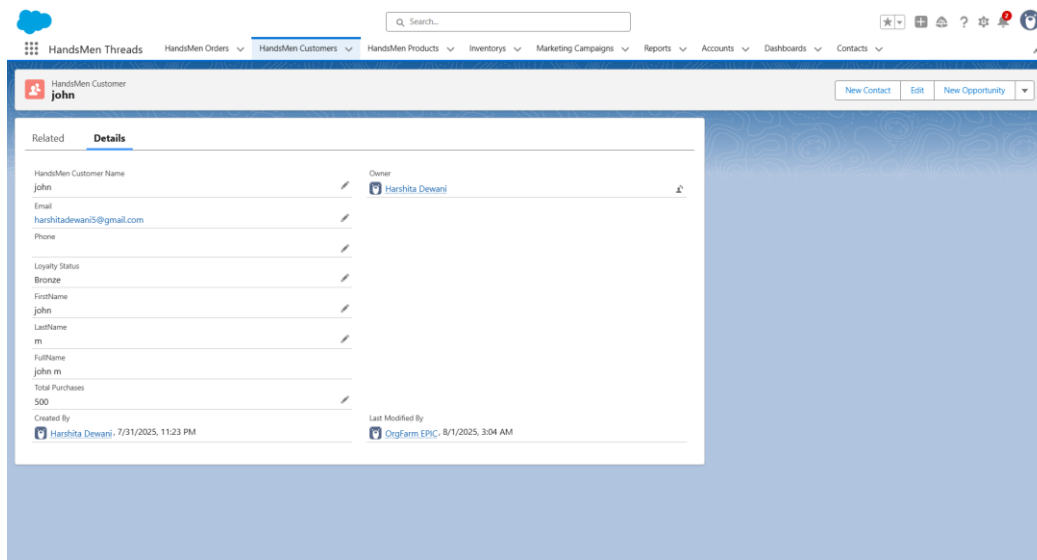 Search...
HandsMen Threads HandsMen Orders HandsMen Customers HandsMen Products Inventorys Marketing Campaigns Reports Accounts Dashboards Contacts
2
HandsMen Customer
john
New Contact Edit New Opportunity
Related Details
HandsMen Customer Name
john
Owner
Harshita Dewani
Email
harshitadewani5@gmail.com
Phone
Loyalty Status
Bronze
FirstName
john
LastName
m
FullName
john m
Total Purchases
500
Created By
Harshita Dewani, 7/31/2025, 11:23 PM
Last Modified By
OrgFarm EPIC, 8/1/2025, 3:04 AM